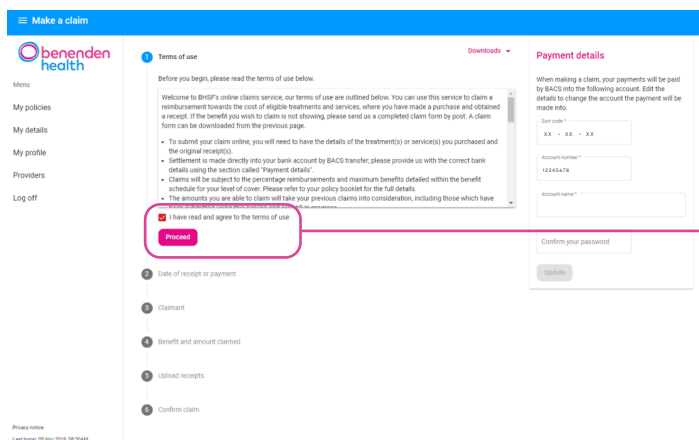 Make a claim
benenden
health
Menu
My policies
My details
My profile
Providers
Log off
Privacy notice
Last logon: 05 Nov 2019, 08:30AM
Downloads
1 Terms of use
Before you begin, please read the terms of use below.
Welcome to BHSF's online claims service, our terms of use are outlined below. You can use this service to claim a
reimbursement towards the cost of eligible treatments and services, where you have made a purchase and obtained
a receipt. If the benefit you wish to claim is not showing, please send us a completed claim form by post. A claim
form can be downloaded from the previous page.
• To submit your claim online, you will need to have the details of the treatment(s) or service(s) you purchased and
the original receipt(s).
• Settlement is made directly into your bank account by BACS transfer; please provide us with the correct bank
details using the section called "Payment details".
• Claims will be subject to the percentage reimbursements and maximum benefits detailed within the benefit
schedule for your level of cover. Please refer to your policy booklet for the full details.
• The amounts you are able to claim will take your previous claims into consideration, including those which have
I have read and agree to the terms of use
Proceed
2 Date of receipt or payment
3 Claimant
4 Benefit and amount claimed
5 Upload receipts
6 Confirm claim
Payment details
When making a claim, your payments will be paid
by BACS into the following account. Edit the
details to change the account the payment will be
made into.
Sort code *
XX - XX - XX
Account number *
12345678
Account name *
Confirm your password
Update